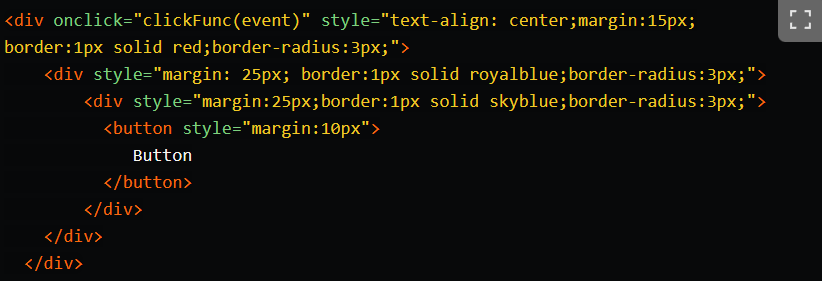 <div onclick="clickFunc(event)" style="text-align: center;margin:15px;
border:1px solid red;border-radius:3px;">
<div style="margin: 25px; border:1px solid royalblue;border-radius:3px;">
<div style="margin:25px;border:1px solid skyblue;border-radius:3px;">
<button style="margin:10px">
Button
</button>
</div>
</div>
</div>